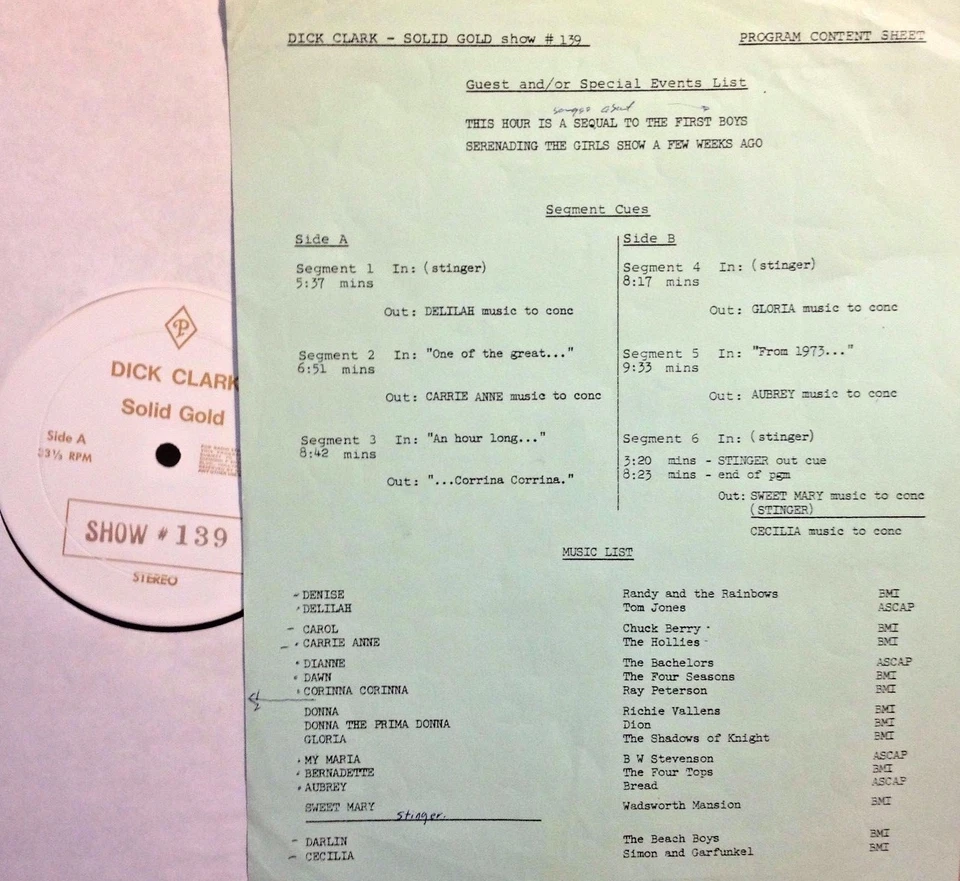 DICK CLARK - SOLID GOLD show # 139
PROGRAM CONTENT SHEET
Guest and/or Special Events List
THIS HOUR IS A SEQUAL TO THE FIRST BOYS
SERENADING THE GIRLS SHOW A FEW WEEKS AGO
Segment Cues
Side A
Segment 1 In: (stinger)
5:37 mins
Out: DELILAH music to conc
Segment 2 In: "One of the great..."
6:51 mins
Out: CARRIE ANNE music to conc
Segment 3 In: "An hour long..."
8:42 mins
Out: "...Corrina Corrina."
Side B
Segment 4 In: (stinger)
8:17 mins
Out: GLORIA music to conc
Segment 5 In: "From 1973..."
9:33 mins
Out: AUBREY music to conc
Segment 6 In: (stinger)
3:20 mins - STINGER out cue
8:23 mins - end of pgm
Out: SWEET MARY music to conc
(STINGER)
CECILIA music to conc
MUSIC LIST
DENISE Randy and the Rainbows BMI
DELILAH Tom Jones ASCAP
CAROL Chuck Berry BMI
CARRIE ANNE The Hollies BMI
DIANNE The Bachelors ASCAP
DAWN The Four Seasons BMI
CORINNA CORINNA Ray Peterson BMI
DONNA Richie Vallens BMI
DONNA THE PRIMA DONNA Dion BMI
GLORIA The Shadows of Knight BMI
MY MARIA B W Stevenson ASCAP
BERNADETTE The Four Tops BMI
AUBREY Bread ASCAP
SWEET MARY Wadsworth Mansion BMI
Stinger.
DARLIN The Beach Boys BMI
CECILIA Simon and Garfunkel BMI
P
DICK CLARK
Solid Gold
Side A
33⅓ RPM
SHOW # 139
STEREO